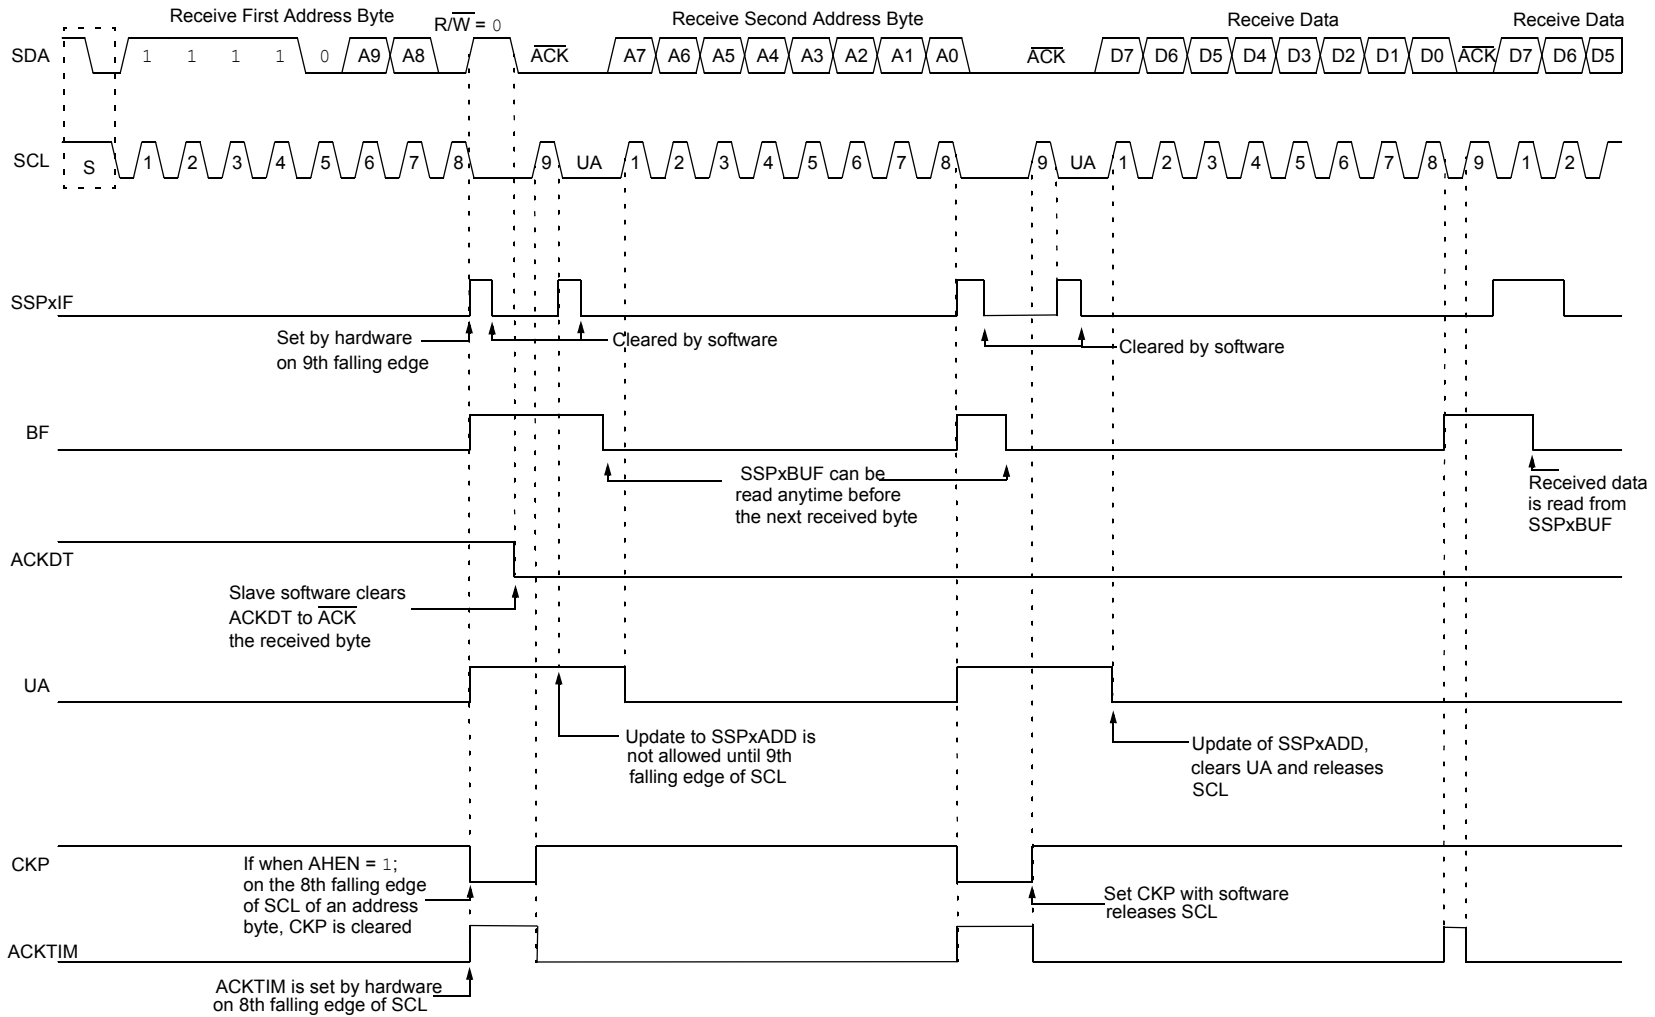 Receive First Address Byte
R/W = 0
Receive Second Address Byte
Receive Data
Receive Data
SDA
1 1 1 1 0 A9 A8 ACK A7 A6 A5 A4 A3 A2 A1 A0 ACK D7 D6 D5 D4 D3 D2 D1 D0 ACK D7 D6 D5
SCL
S 1 2 3 4 5 6 7 8 9 UA 1 2 3 4 5 6 7 8 9 UA 1 2 3 4 5 6 7 8 9 1 2
SSPxIF
Set by hardware
on 9th falling edge
Cleared by software
Cleared by software
BF
SSPxBUF can be
read anytime before
the next received byte
Received data
is read from
SSPxBUF
ACKDT
Slave software clears
ACKDT to ACK
the received byte
UA
Update to SSPxADD is
not allowed until 9th
falling edge of SCL
Update of SSPxADD,
clears UA and releases
SCL
CKP
If when AHEN = 1;
on the 8th falling edge
of SCL of an address
byte, CKP is cleared
Set CKP with software
releases SCL
ACKTIM
ACKTIM is set by hardware
on 8th falling edge of SCL